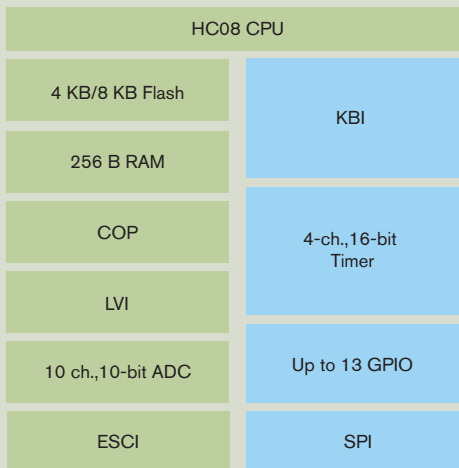 HC08 CPU
4 KB/8 KB Flash
256 B RAM
COP
LVI
10 ch.,10-bit ADC
ESCI
KBI
4-ch.,16-bit
Timer
Up to 13 GPIO
SPI